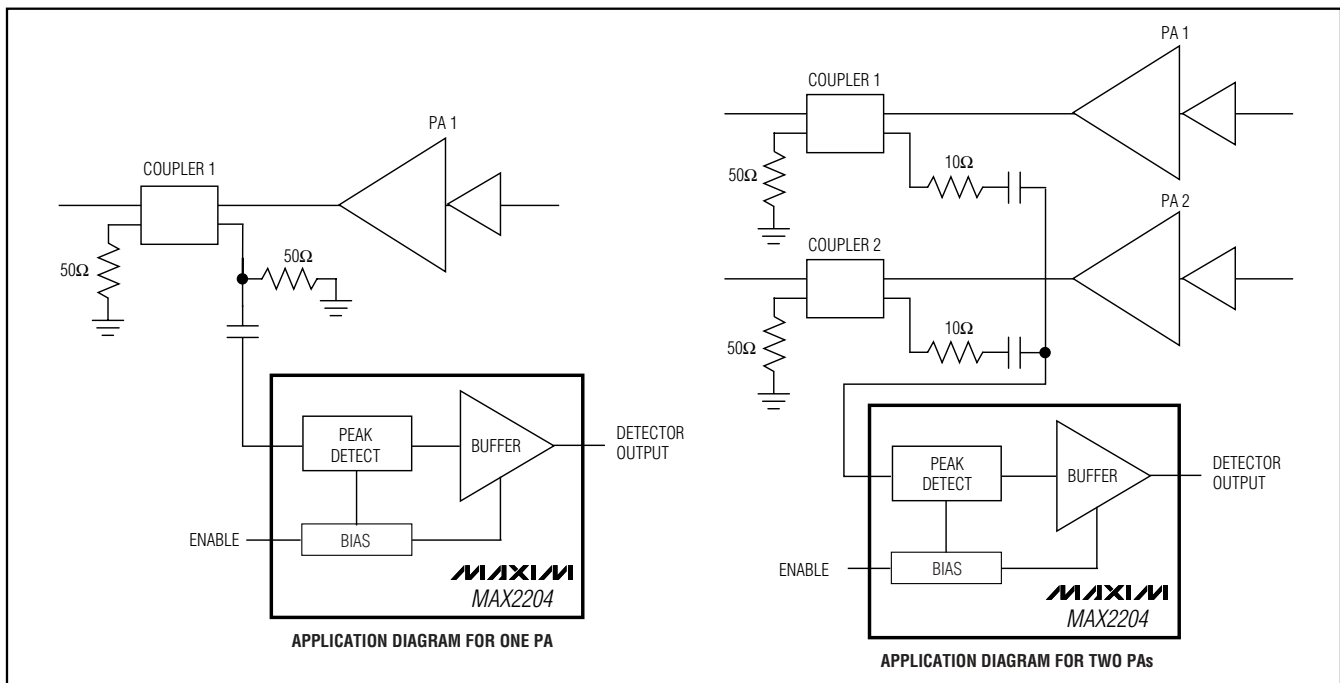 PA 1
COUPLER 1
50Ω
50Ω
PEAK
DETECT
BUFFER
DETECTOR
OUTPUT
ENABLE
BIAS
MAXIM
MAX2204
APPLICATION DIAGRAM FOR ONE PA
PA 1
COUPLER 1
10Ω
50Ω
PA 2
COUPLER 2
10Ω
50Ω
PEAK
DETECT
BUFFER
DETECTOR
OUTPUT
ENABLE
BIAS
MAXIM
MAX2204
APPLICATION DIAGRAM FOR TWO PAs